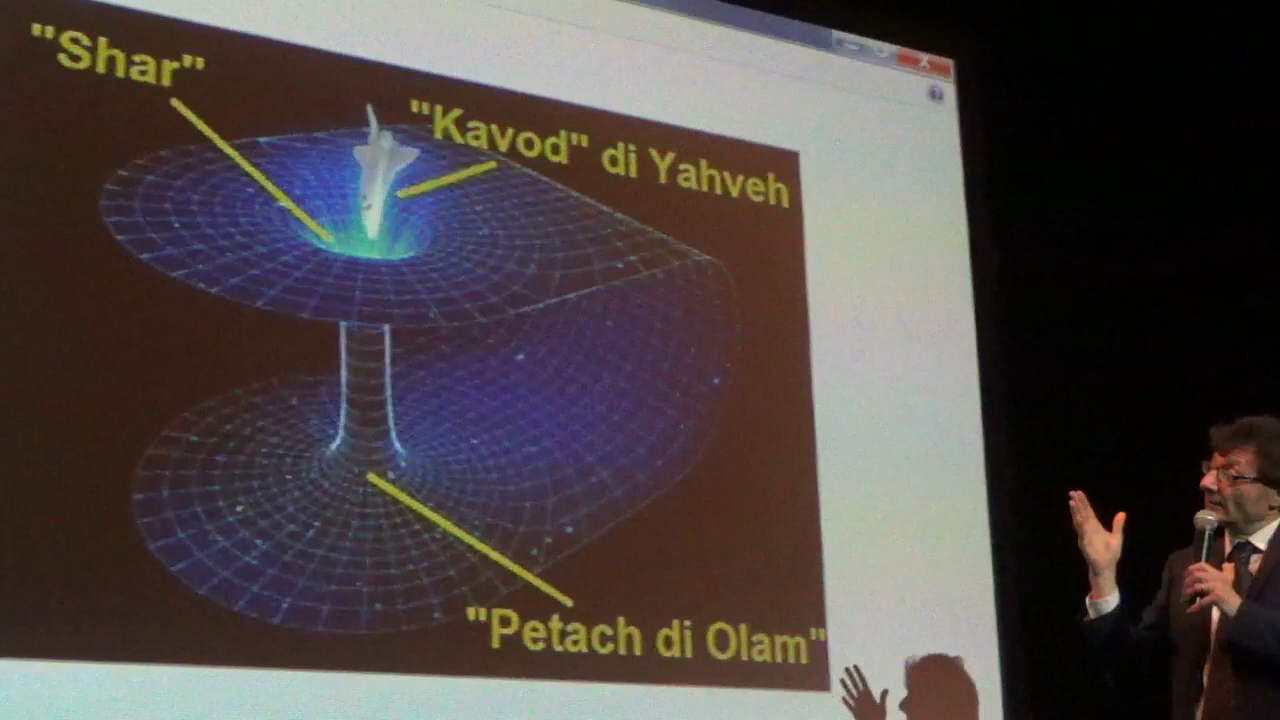 "Shar"
"Kavod" di Yahveh
"Petach di Olam"